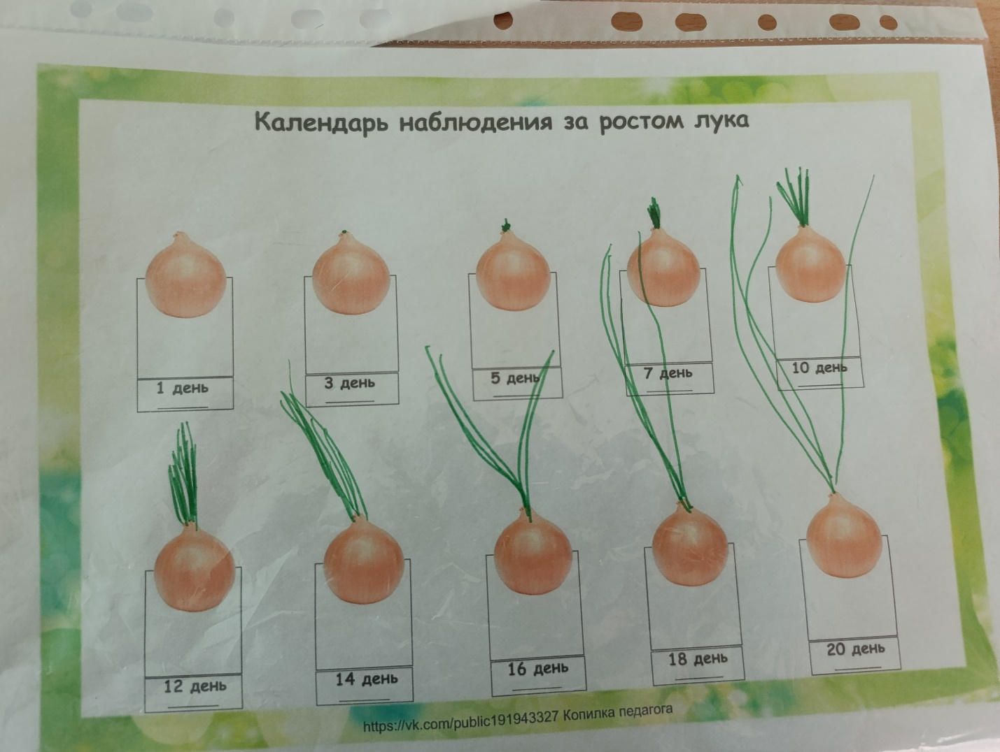 Календарь наблюдения за ростом лука
1 день
3 день
5 день
7 день
10 день
12 день
14 день
16 день
18 день
20 день
https://vk.com/public191943327 Копилка педагога